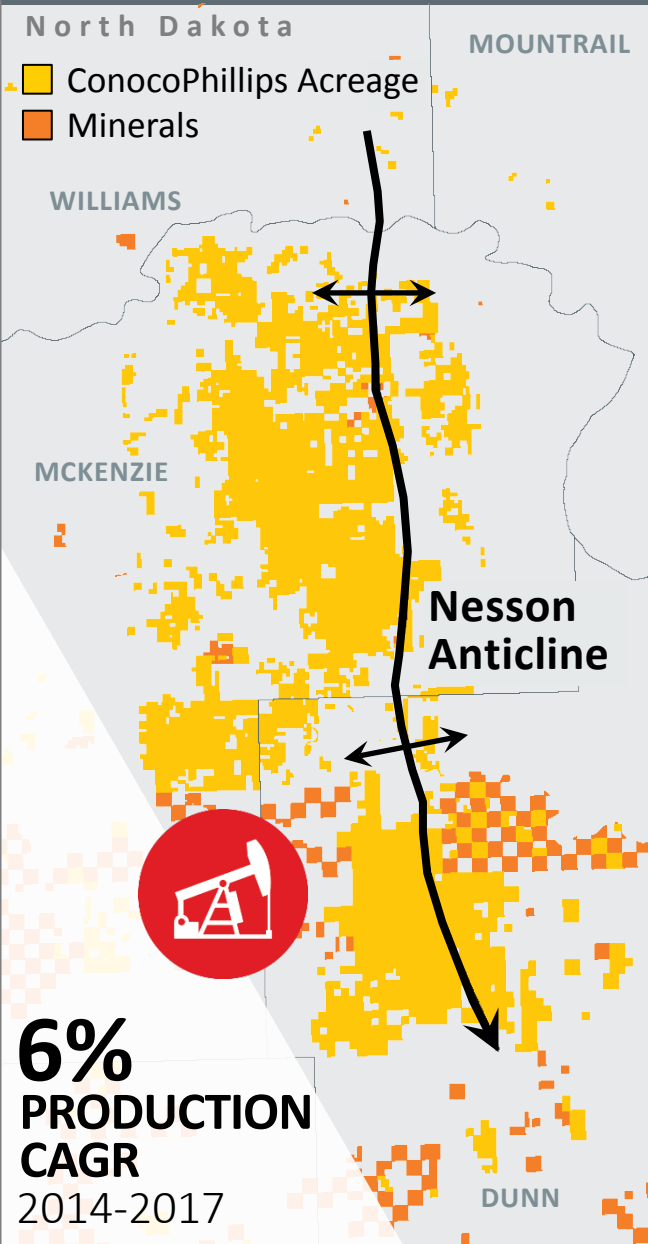 North Dakota
MOUNTRAIL
ConocoPhillips Acreage
Minerals
WILLIAMS
MCKENZIE
Nesson
Anticline
6%
PRODUCTION
CAGR
2014-2017
DUNN